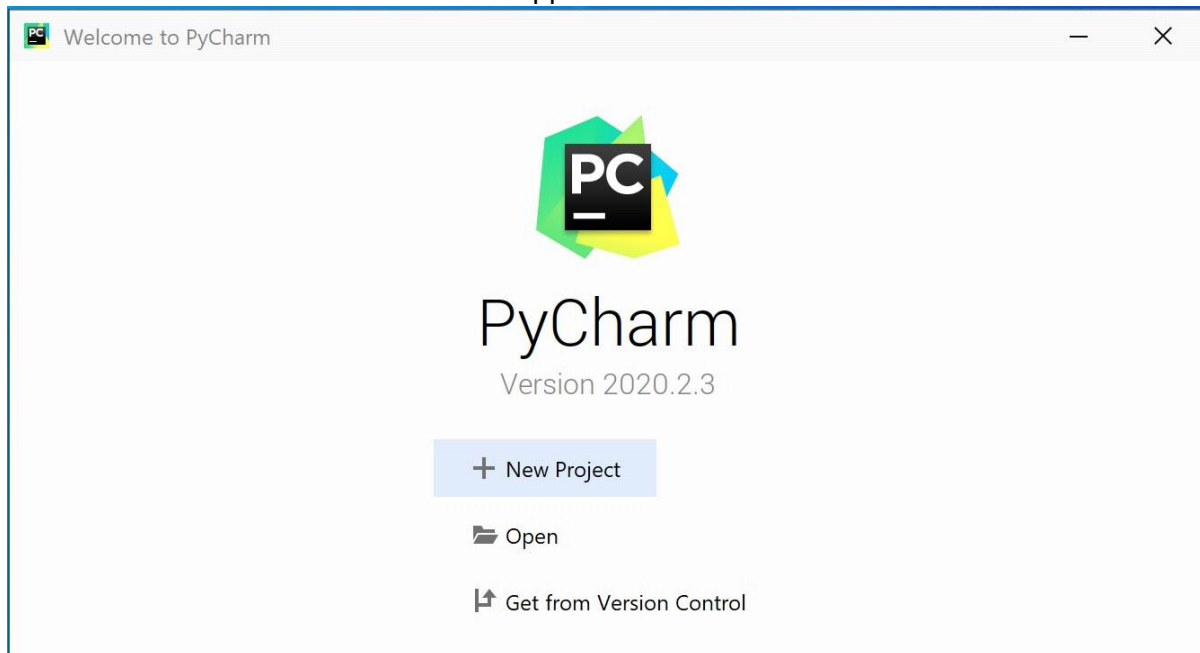 Welcome to PyCharm
PC
PyCharm
Version 2020.2.3
New Project
Open
Get from Version Control